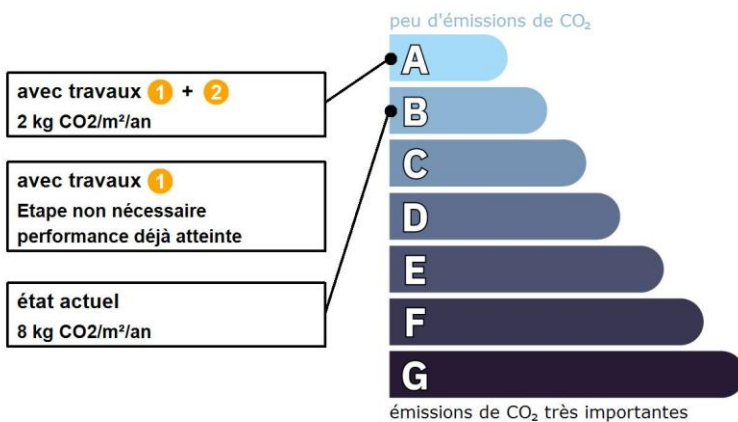 peu d'émissions de CO₂
A
avec travaux 1 + 2
2 kg CO2/m²/an
B
C
avec travaux 1
Etape non nécessaire
performance déjà atteinte
D
E
état actuel
8 kg CO2/m²/an
F
G
émissions de CO₂ très importantes